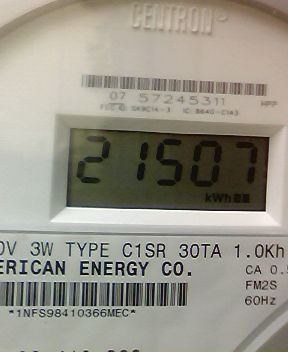 CENTRON
07 57245311
21507
kWh
0V 3W TYPE C1SR 30TA 1.0Kh
ERICAN ENERGY CO.
CA 0.5
FM2S
60Hz
*1NFS98410366MEC*